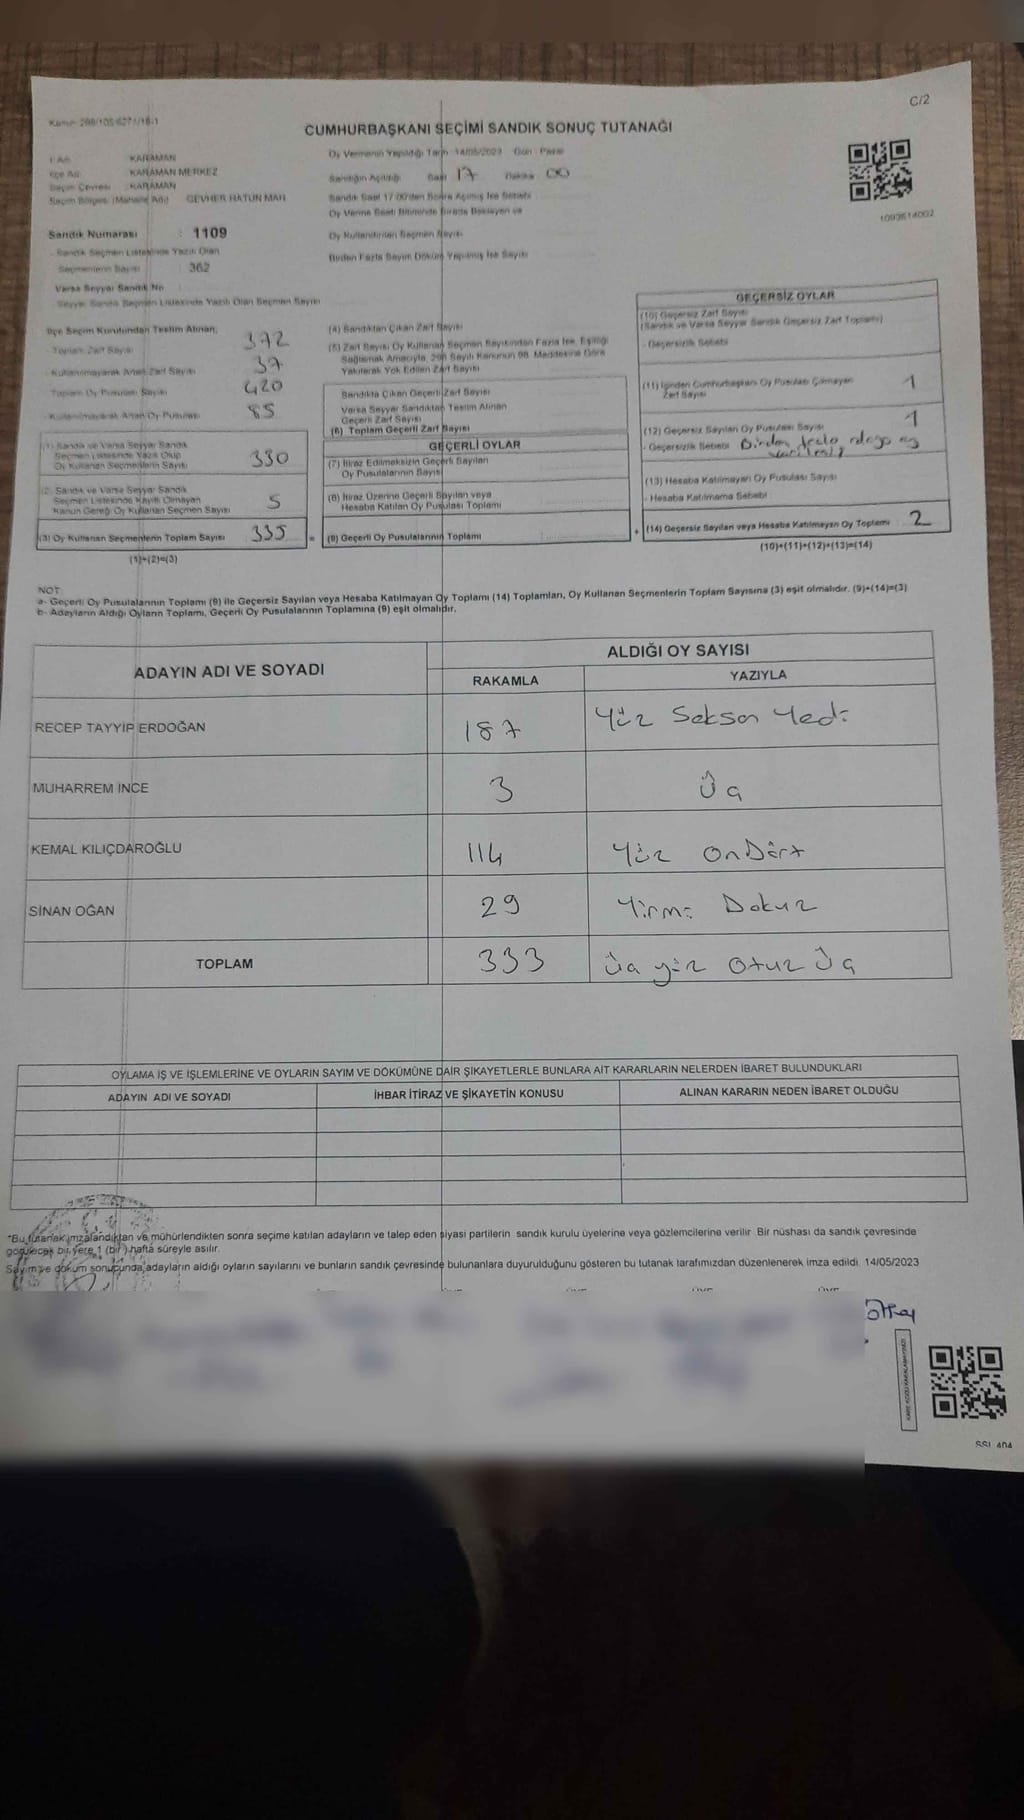 C/2
Kanun: 298/105/6271/16-1
CUMHURBAŞKANI SEÇİMİ SANDIK SONUÇ TUTANAĞI
İl Adı KARAMAN
İlçe Adı KARAMAN MERKEZ
Seçim Çevresi : KARAMAN
Seçim Bölgesi (Mahalle Adı) GEVHER HATUN MAH.
Oy Vermenin Yapıldığı Tarih 14/05/2023 Gün : Pazar
Sandığın Açıldığı Saat 17 Dakika 00
Sandık Saat 17.00'den Sonra Açılmış İse Sebebi
Oy Verme Saati Bitiminde Sırada Bekleyen ve
Oy Kullandırılan Seçmen Sayısı
Birden Fazla Sayım Döküm Yapılmış İse Sayısı
1093514002
Sandık Numarası : 1109
- Sandık Seçmen Listesinde Yazılı Olan
Seçmenlerin Sayısı 362
Varsa Seyyar Sandık No
Seyyar Sandık Seçmen Listesinde Yazılı Olan Seçmen Sayısı
İlçe Seçim Kurulundan Teslim Alınan;
- Toplam Zarf Sayısı 372
- Kullanılmayarak Artan Zarf Sayısı 37
Toplam Oy Pusulası Sayısı 420
- Kullanılmayarak Artan Oy Pusulası 85
(1) Sandık ve Varsa Seyyar Sandık
Seçmen Listesinde Yazılı Olup
Oy Kullanan Seçmenlerin Sayısı 330
(2) Sandık ve Varsa Seyyar Sandık
Seçmen Listesinde Kayıtlı Olmayan
Kanun Gereği Oy Kullanan Seçmen Sayısı 5
(3) Oy Kullanan Seçmenlerin Toplam Sayısı 335
(1)+(2)=(3)
(4) Sandıktan Çıkan Zarf Sayısı
(5) Zarf Sayısı Oy Kullanan Seçmen Sayısından Fazla İse, Eşitliği
Sağlamak Amacıyla, 298 Sayılı Kanunun 98. Maddesine Göre
Yakılarak Yok Edilen Zarf Sayısı
Sandıkta Çıkan Geçerli Zarf Sayısı
Varsa Seyyar Sandıktan Teslim Alınan
Geçerli Zarf Sayısı
(6) Toplam Geçerli Zarf Sayısı
GEÇERLİ OYLAR
(7) İtiraz Edilmeksizin Geçerli Sayılan
Oy Pusulalarının Sayısı
(8) İtiraz Üzerine Geçerli Sayılan veya
Hesaba Katılan Oy Pusulası Toplamı
= (9) Geçerli Oy Pusulalarının Toplamı
GEÇERSİZ OYLAR
(10) Geçersiz Zarf Sayısı
(Sandık ve Varsa Seyyar Sandık Geçersiz Zarf Toplamı)
- Geçersizlik Sebebi
(11) İçinden Cumhurbaşkanı Oy Pusulası Çıkmayan
Zarf Sayısı 1
(12) Geçersiz Sayılan Oy Pusulası Sayısı 1
- Geçersizlik Sebebi Birden fazla adaya oy
verilmiş
(13) Hesaba Katılmayan Oy Pusulası Sayısı
- Hesaba Katılmama Sebebi
+ (14) Geçersiz Sayılan veya Hesaba Katılmayan Oy Toplamı 2
(10)+(11)+(12)+(13)=(14)
NOT:
a- Geçerli Oy Pusulalarının Toplamı (9) ile Geçersiz Sayılan veya Hesaba Katılmayan Oy Toplamı (14) Toplamları, Oy Kullanan Seçmenlerin Toplam Sayısına (3) eşit olmalıdır. (9)+(14)=(3)
b- Adayların Aldığı Oyların Toplamı, Geçerli Oy Pusulalarının Toplamına (9) eşit olmalıdır.
ADAYIN ADI VE SOYADI
ALDIĞI OY SAYISI
RAKAMLA YAZIYLA
RECEP TAYYİP ERDOĞAN 187 Yüz Seksen Yedi
MUHARREM İNCE 3 Üç
KEMAL KILIÇDAROĞLU 114 Yüz OnDört
SİNAN OĞAN 29 Yirmi Dokuz
TOPLAM 333 Üç yüz Otuz Üç
OYLAMA İŞ VE İŞLEMLERİNE VE OYLARIN SAYIM VE DÖKÜMÜNE DAİR ŞİKAYETLERLE BUNLARA AİT KARARLARIN NELERDEN İBARET BULUNDUKLARI
ADAYIN ADI VE SOYADI İHBAR İTİRAZ VE ŞİKAYETİN KONUSU ALINAN KARARIN NEDEN İBARET OLDUĞU
*Bu tutanak imzalandıktan ve mühürlendikten sonra seçime katılan adayların ve talep eden siyasi partilerin sandık kurulu üyelerine veya gözlemcilerine verilir. Bir nüshası da sandık çevresinde
görülecek bir yere 1 (bir) hafta süreyle asılır.
Sayım ve döküm sonucunda adayların aldığı oyların sayılarını ve bunların sandık çevresinde bulunanlara duyurulduğunu gösteren bu tutanak tarafımızdan düzenlenerek imza edildi. 14/05/2023
KARE KODU KARALAMAYINIZ!